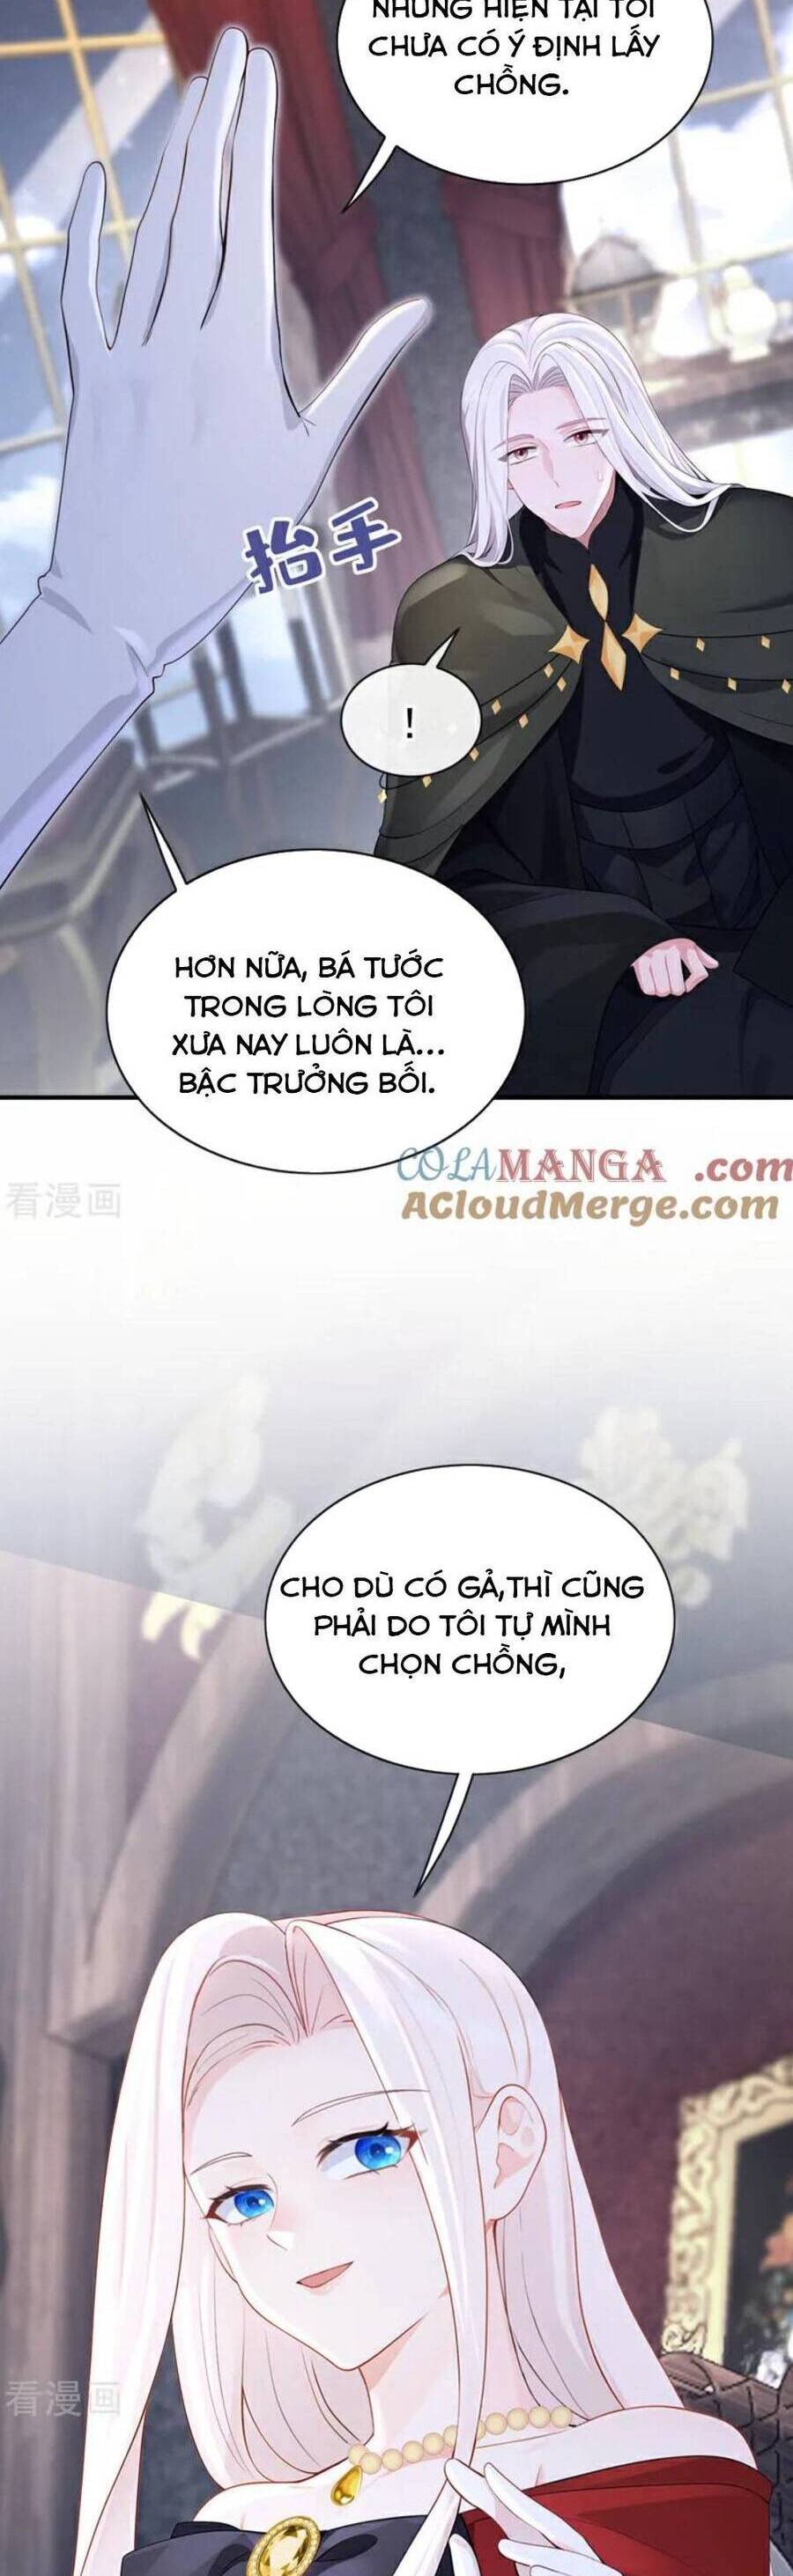 NHƯNG HIỆN TẠI TÔI
CHƯA CÓ Ý ĐỊNH LẤY
CHỒNG.
抬手
!
HƠN NỮA, BÁ TƯỚC
TRONG LÒNG TÔI
XƯA NAY LUÔN LÀ...
BẬC TRƯỞNG BỐI.
COLAMANGA.com
AcloudMerge.com
看漫画
CHO DÙ CÓ GẢ,THÌ CŨNG
PHẢI DO TÔI TỰ MÌNH
CHỌN CHỒNG,
看漫画